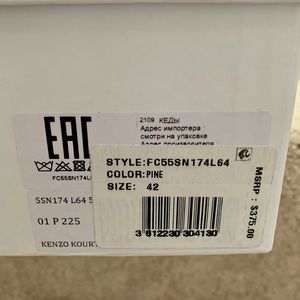 EAC
2109 КЕДЫ
Адрес импортера
смотри на упаковке
Адрес производителя
FC55SN174L6
STYLE:FC55SN174L64
COLOR:PINE
SIZE: 42
MSRP : $375.00
5SN174 L64 5
01 P 225
3 612230 304130
KENZO KOUR